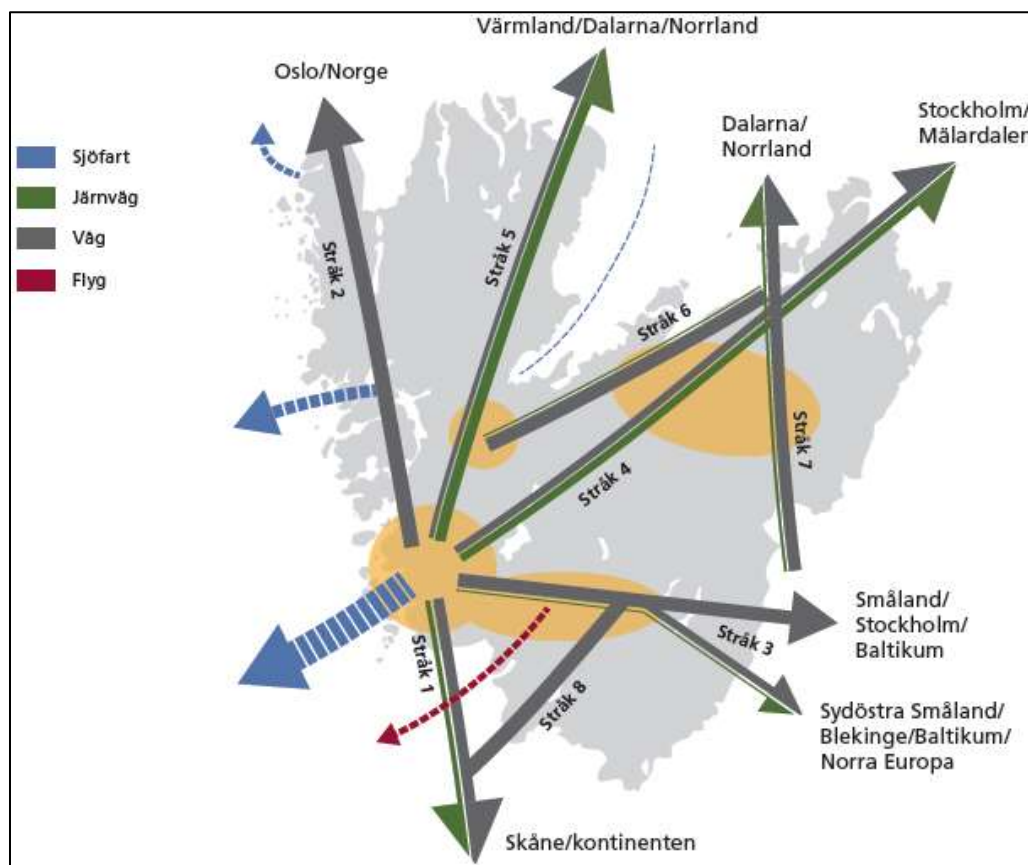 Värmland/Dalarna/Norrland
Oslo/Norge
Dalarna/
Norrland
Stockholm/
Mälardalen
Sjöfart
Järnväg
Väg
Flyg
Stråk 2
Stråk 5
Stråk 6
Stråk 4
Stråk 7
Småland/
Stockholm/
Baltikum
Stråk 3
Stråk 1
Stråk 8
Sydöstra Småland/
Blekinge/Baltikum/
Norra Europa
Skåne/kontinenten